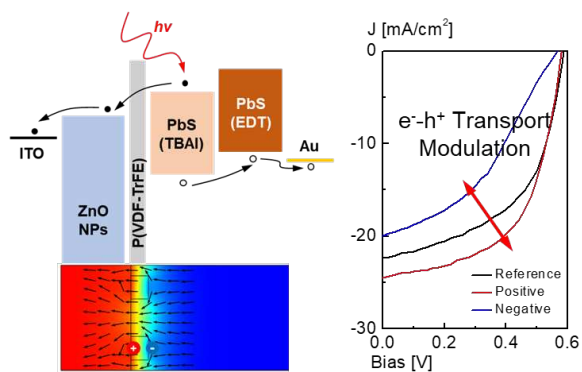 hv
PbS
(EDT)
PbS
(TBAI)
Au
ITO
ZnO
NPs
P(VDF-TrFE)
+
-
J [mA/cm²]
0
-10
-20
-30
e⁻-h⁺ Transport
Modulation
Reference
Positive
Negative
0.0 0.2 0.4 0.6
Bias [V]